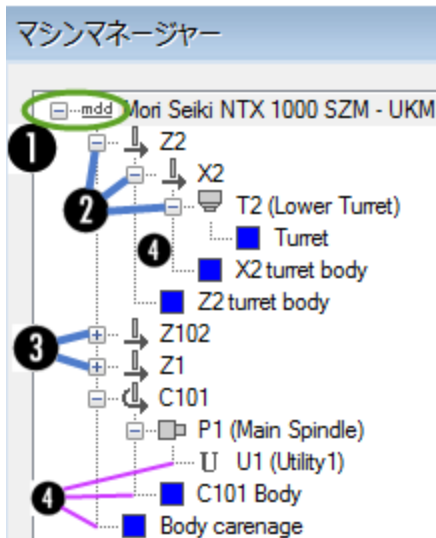 マシンマネージャー
mdd Mori Seiki NTX 1000 SZM - UKM
1 Z2
X2
2 T2 (Lower Turret)
Turret
4 X2 turret body
Z2 turret body
Z102
3 Z1
C101
P1 (Main Spindle)
U U1 (Utility1)
4 C101 Body
Body carenage